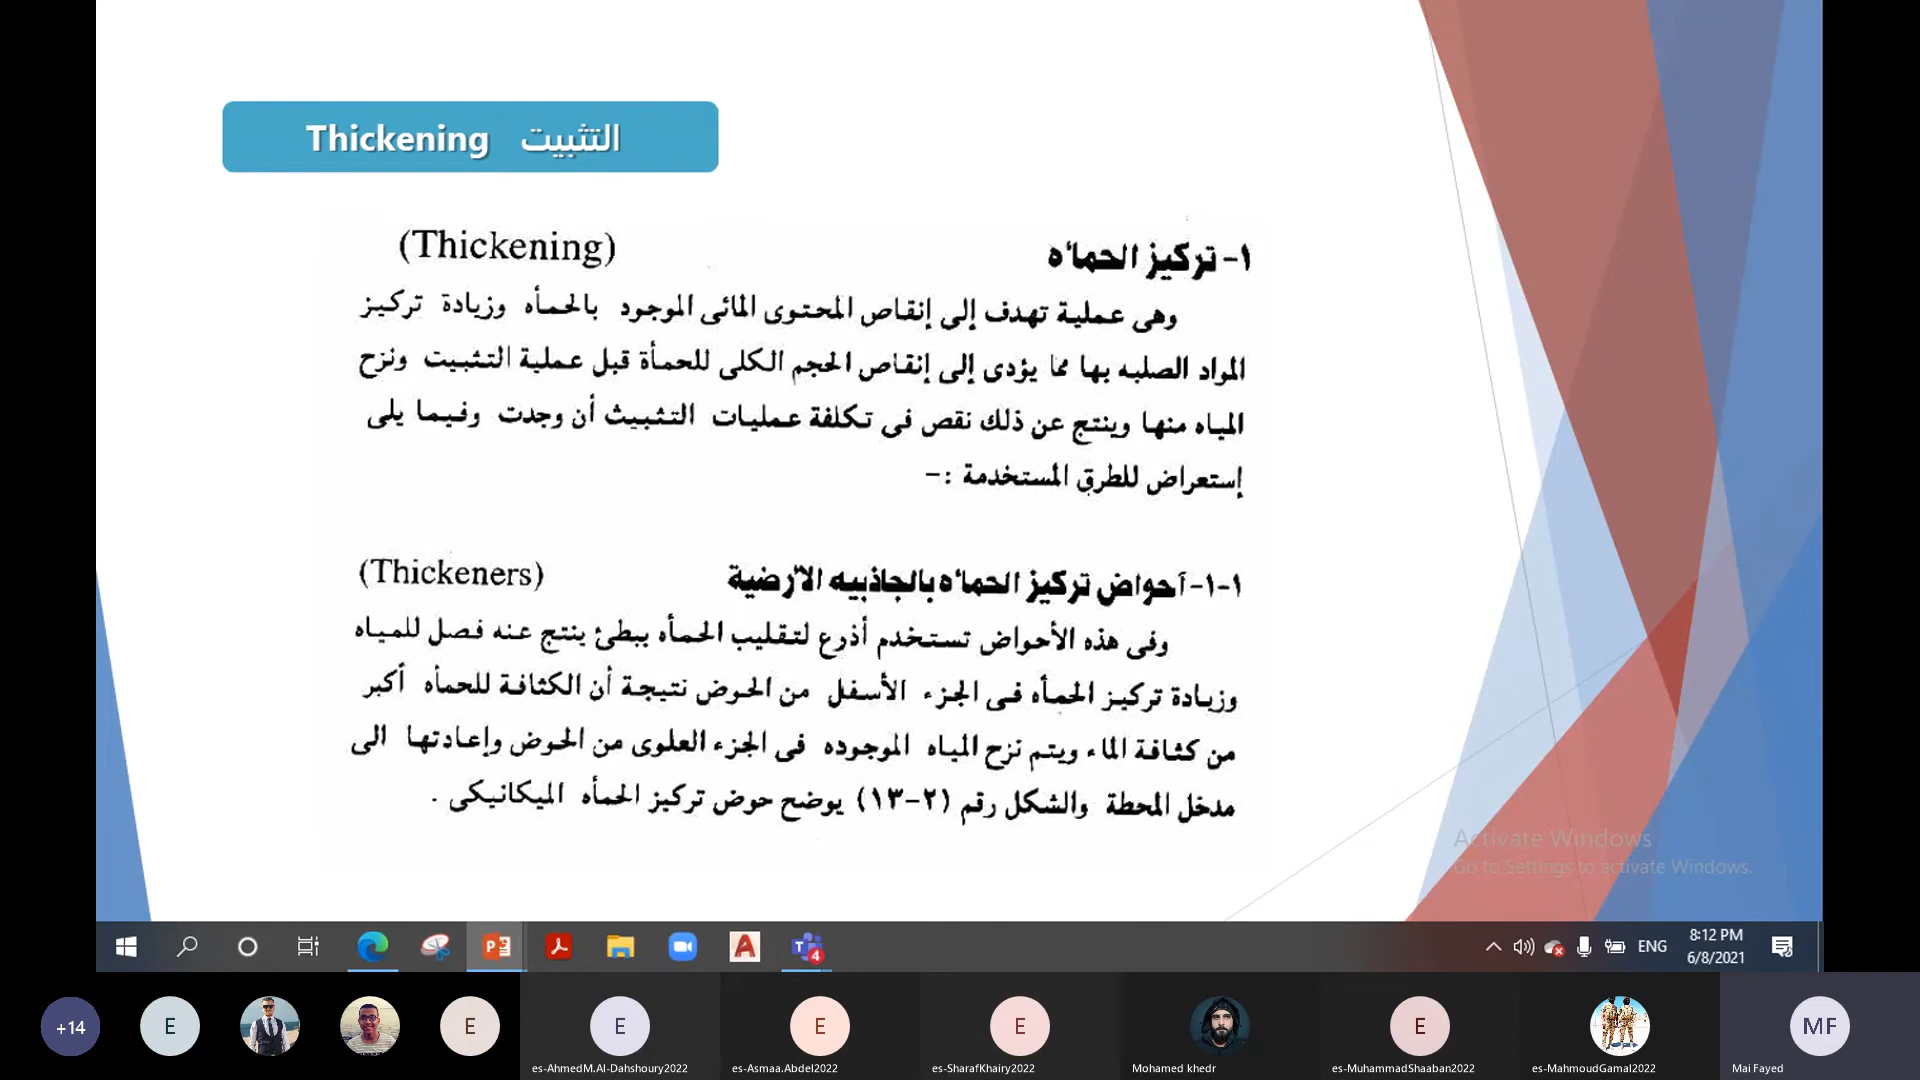 Thickening التثبيت
١- تركيز الحمأه (Thickening)
وهى عملية تهدف إلى إنقاص المحتوى المائى الموجود بالحمأه وزيادة تركيز
المواد الصلبه بها مما يؤدى إلى إنقاص الحجم الكلى للحمأة قبل عملية التثبيت ونزح
المياه منها وينتج عن ذلك نقص فى تكلفة عمليات التثبيث أن وجدت وفيما يلى
إستعراض للطرق المستخدمة :-
١-١- أحواض تركيز الحمأه بالجاذبيه الأرضية (Thickeners)
وفى هذه الأحواض تستخدم أذرع لتقليب الحمأه ببطئ ينتج عنه فصل للمياه
وزيادة تركيز الحمأه فى الجزء الأسفل من الحوض نتيجة أن الكثافة للحمأه أكبر
من كثافة الماء ويتم نزح المياه الموجوده فى الجزء العلوى من الحوض وإعادتها الى
مدخل المحطة والشكل رقم (٢-١٣) يوضح حوض تركيز الحمأه الميكانيكى .
Activate Windows
Go to Settings to activate Windows.
4
ENG
8:12 PM
6/8/2021
+14
E
E
E
E
E
E
MF
es-AhmedM.Al-Dahshoury2022
es-Asmaa.Abdel2022
es-SharafKhairy2022
Mohamed khedr
es-MuhammadShaaban2022
es-MahmoudGamal2022
Mai Fayed